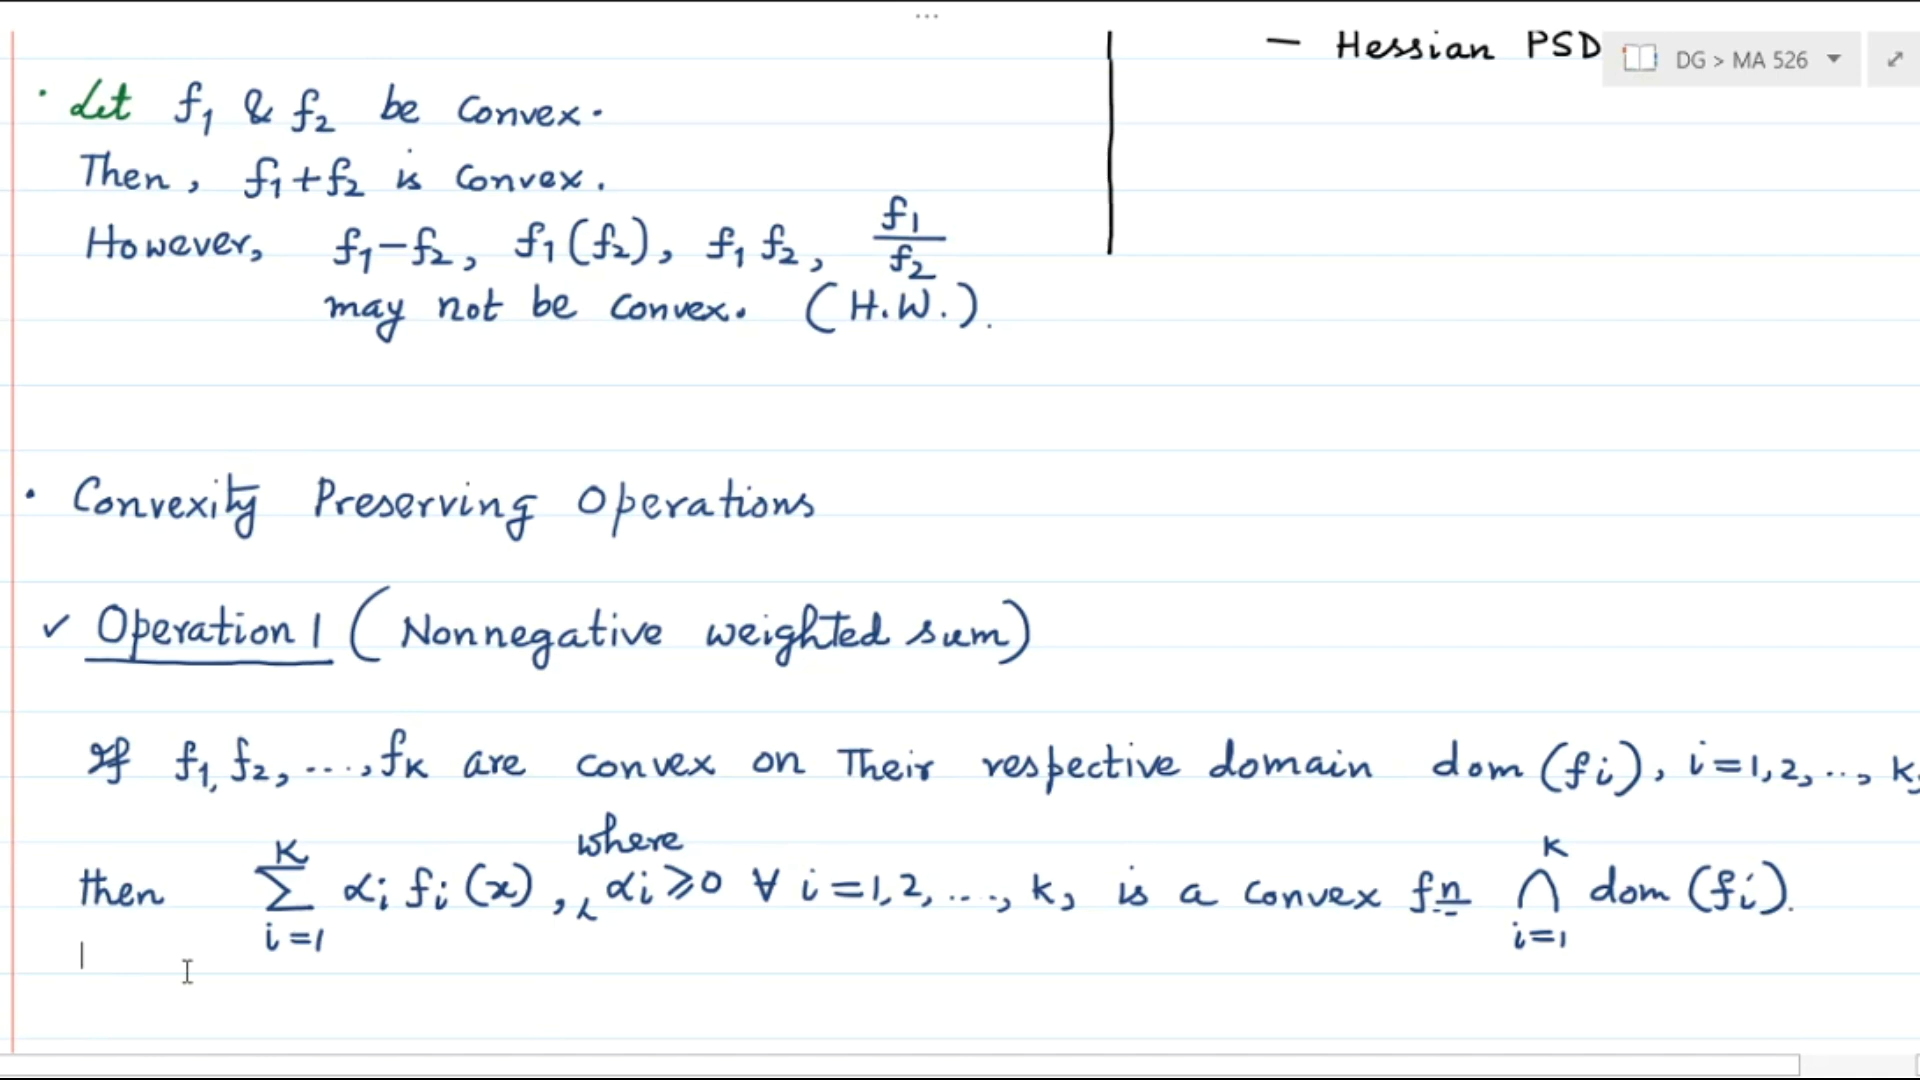 — Hessian PSD
DG > MA 526
· Let f₁ & f₂ be convex.
Then, f₁+f₂ is convex.
However, f₁−f₂, f₁(f₂), f₁ f₂, f₁/f₂
may not be convex. (H.W.).
· Convexity Preserving Operations
✓ Operation 1 (Nonnegative weighted sum)
If f₁, f₂, ..., fₖ are convex on their respective domain dom(fᵢ), i=1,2,..., k,
then ∑ᵢ₌₁ᴷ αᵢ fᵢ(x), where αᵢ ≥ 0 ∀ i=1,2,...., k, is a convex fn ⋂ᵢ₌₁ᵏ dom(fᵢ).